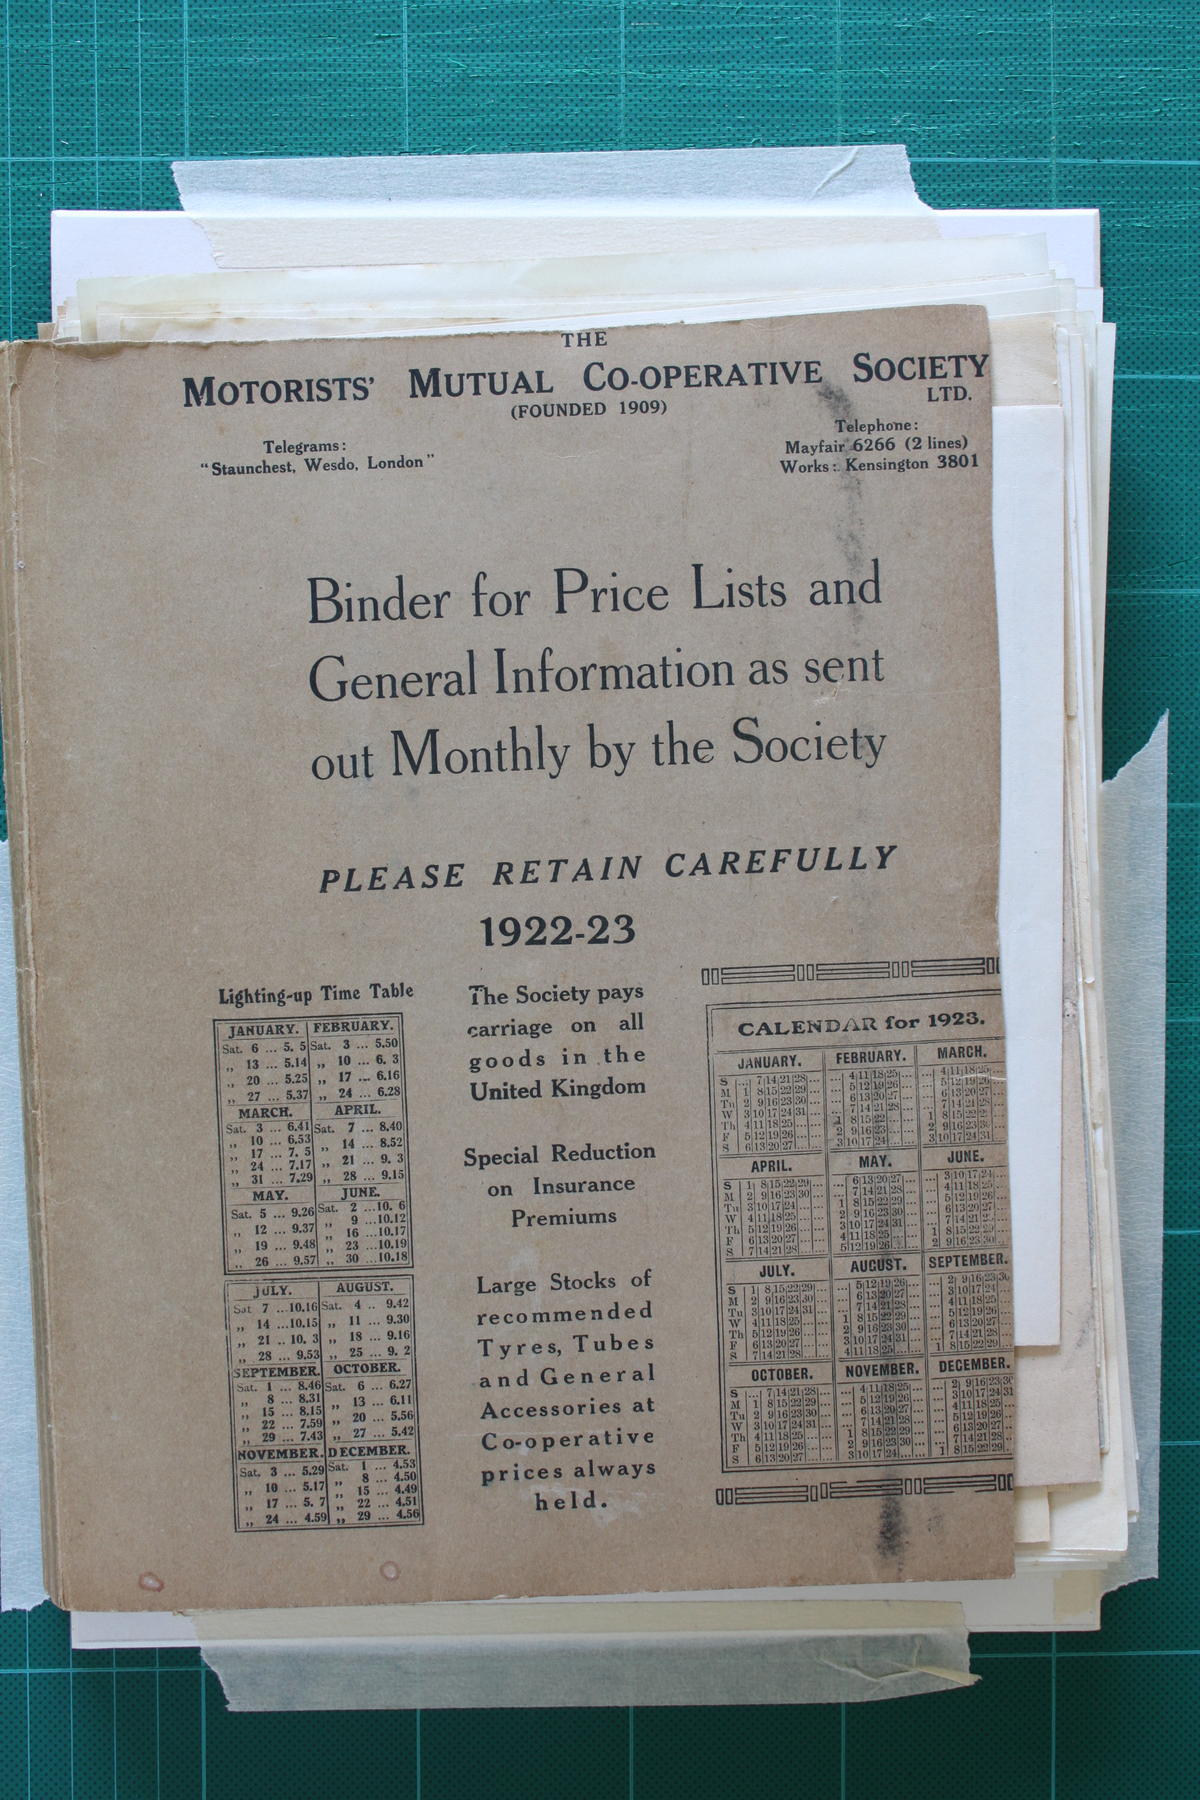 THE
MOTORISTS' MUTUAL CO-OPERATIVE SOCIETY
LTD.
(FOUNDED 1909)
Telegrams:
"Staunchest, Wesdo, London"
Telephone:
Mayfair 6266 (2 lines)
Works: Kensington 3801
Binder for Price Lists and
General Information as sent
out Monthly by the Society
PLEASE RETAIN CAREFULLY
1922-23
Lighting-up Time Table
JANUARY. FEBRUARY.
Sat. 6 ... 5. 5 Sat. 3 ... 5.50
„ 13 ... 5.14 „ 10 ... 6. 3
„ 20 ... 5.25 „ 17 ... 6.16
„ 27 ... 5.37 „ 24 ... 6.28
MARCH. APRIL.
Sat. 3 ... 6.41 Sat. 7 ... 8.40
„ 10 ... 6.53 „ 14 ... 8.52
„ 17 ... 7. 5 „ 21 ... 9. 3
„ 24 ... 7.17 „ 28 ... 9.15
„ 31 ... 7.29
MAY. JUNE.
Sat. 5 ... 9.26 Sat. 2 ...10. 6
„ 12 ... 9.37 „ 9 ...10.12
„ 19 ... 9.48 „ 16 ...10.17
„ 26 ... 9.57 „ 23 ...10.19
„ 30 ...10.18
JULY. AUGUST.
Sat 7 ...10.16 Sat. 4 .. 9.42
„ 14 ...10.15 „ 11 ... 9.30
„ 21 .. 10. 3 „ 18 ... 9.16
„ 28 ... 9.53 „ 25 ... 9. 2
SEPTEMBER. OCTOBER.
Sat. 1 ... 8.46 Sat. 6 ... 6.27
„ 8 ... 8.31 „ 13 ... 6.11
„ 15 ... 8.15 „ 20 ... 5.56
„ 22 ... 7.59 „ 27 ... 5.42
„ 29 ... 7.43
NOVEMBER. DECEMBER.
Sat. 3 ... 5.29 Sat. 1 ... 4.53
„ 10 ... 5.17 „ 8 ... 4.50
„ 17 ... 5. 7 „ 15 ... 4.49
„ 24 ... 4.59 „ 22 ... 4.51
„ 29 ... 4.56
The Society pays
carriage on all
goods in the
United Kingdom
Special Reduction
on Insurance
Premiums
Large Stocks of
recommended
Tyres, Tubes
and General
Accessories at
Co-operative
prices always
held.
CALENDAR for 1923.
JANUARY. FEBRUARY. MARCH.
APRIL. MAY. JUNE.
JULY. AUGUST. SEPTEMBER.
OCTOBER. NOVEMBER. DECEMBER.